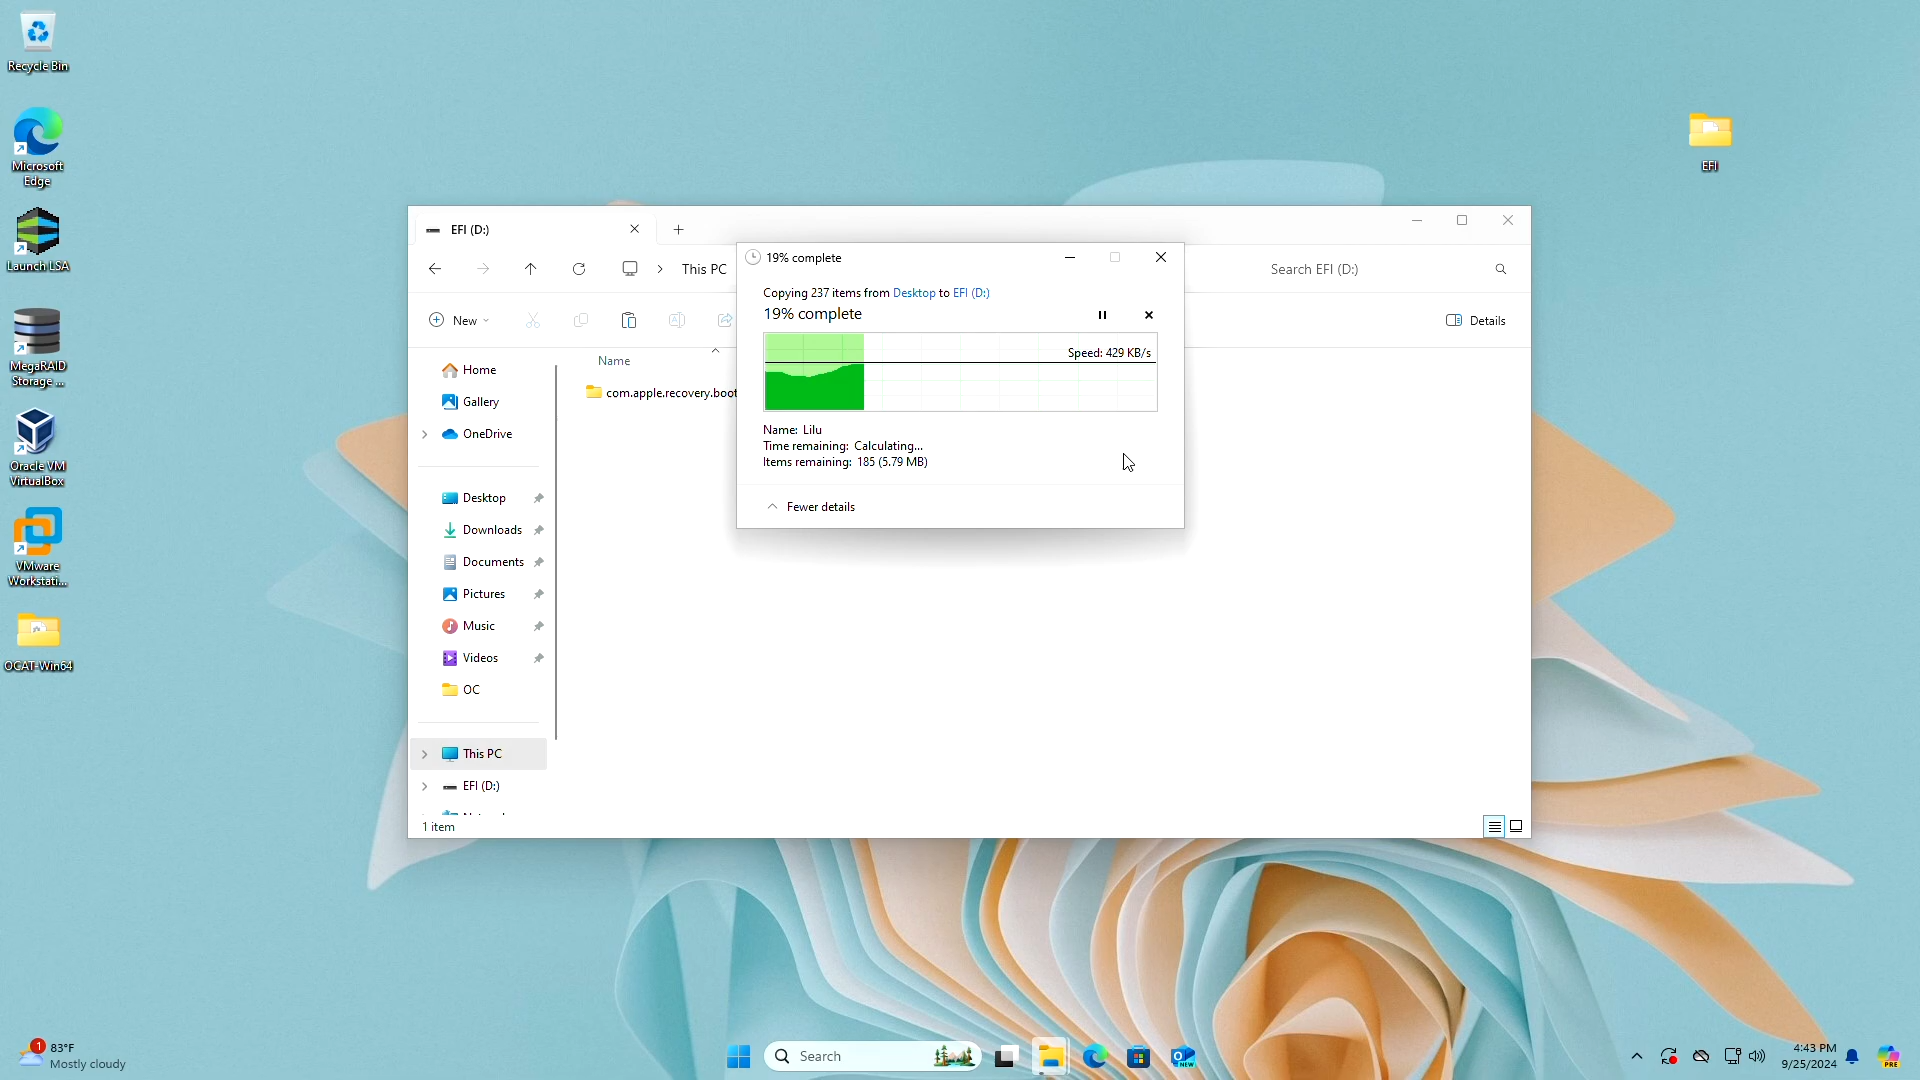 Recycle Bin
Microsoft
Edge
Launch LSA
MegaRAID
Storage ...
Oracle VM
VirtualBox
VMware
Workstati...
OCAT-Win64
EFI
EFI (D:)
This PC
Search EFI (D:)
New
Details
Home
Gallery
OneDrive
Desktop
Downloads
Documents
Pictures
Music
Videos
OC
This PC
EFI (D:)
1 item
Name
com.apple.recovery.boot
19% complete
Copying 237 items from Desktop to EFI (D:)
19% complete
Speed: 429 KB/s
Name: Lilu
Time remaining: Calculating...
Items remaining: 185 (5.79 MB)
Fewer details
1
83°F
Mostly cloudy
Search
NEW
4:43 PM
9/25/2024
PRE